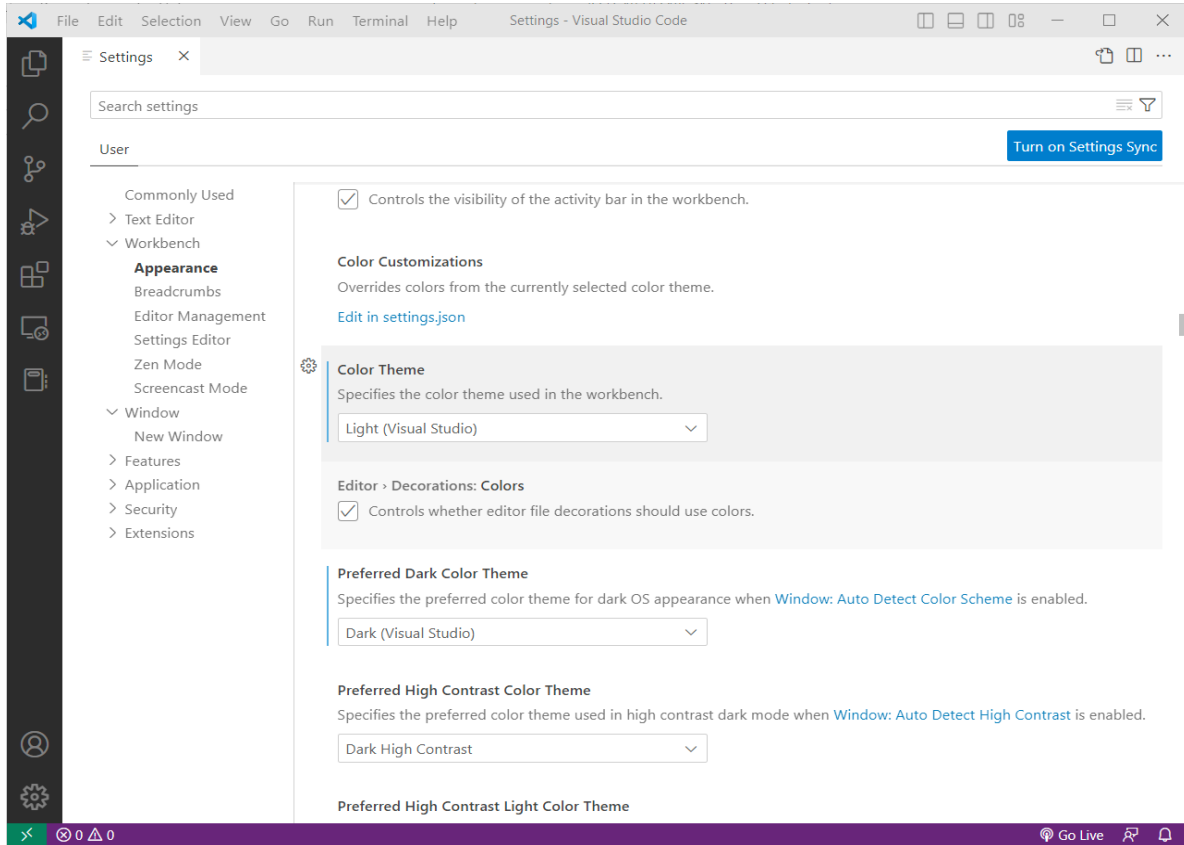 File Edit Selection View Go Run Terminal Help Settings - Visual Studio Code
Settings
Search settings
User
Turn on Settings Sync
Commonly Used
Text Editor
Workbench
Appearance
Breadcrumbs
Editor Management
Settings Editor
Zen Mode
Screencast Mode
Window
New Window
Features
Application
Security
Extensions
Controls the visibility of the activity bar in the workbench.
Color Customizations
Overrides colors from the currently selected color theme.
Edit in settings.json
Color Theme
Specifies the color theme used in the workbench.
Light (Visual Studio)
Editor › Decorations: Colors
Controls whether editor file decorations should use colors.
Preferred Dark Color Theme
Specifies the preferred color theme for dark OS appearance when Window: Auto Detect Color Scheme is enabled.
Dark (Visual Studio)
Preferred High Contrast Color Theme
Specifies the preferred color theme used in high contrast dark mode when Window: Auto Detect High Contrast is enabled.
Dark High Contrast
Preferred High Contrast Light Color Theme
0 0 Go Live